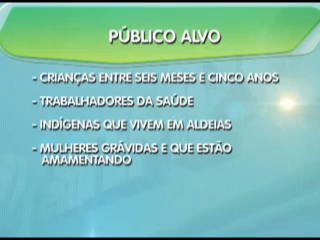 PÚBLICO ALVO
- CRIANÇAS ENTRE SEIS MESES E CINCO ANOS
- TRABALHADORES DA SAÚDE
- INDÍGENAS QUE VIVEM EM ALDEIAS
- MULHERES GRÁVIDAS E QUE ESTÃO
AMAMENTANDO